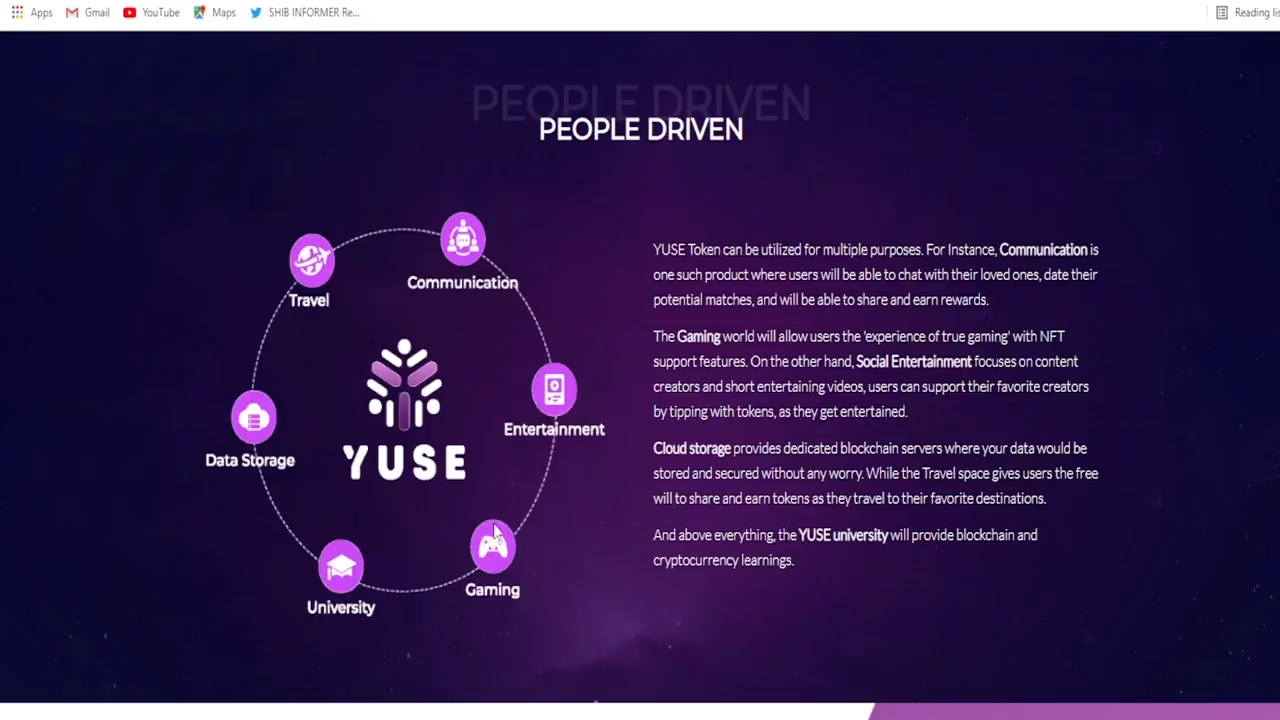 Apps Gmail YouTube Maps SHIB INFORMER Re... Reading lis
PEOPLE DRIVEN
PEOPLE DRIVEN
Communication
Travel
Entertainment
Data Storage
YUSE
Gaming
University
YUSE Token can be utilized for multiple purposes. For Instance, Communication is
one such product where users will be able to chat with their loved ones, date their
potential matches, and will be able to share and earn rewards.
The Gaming world will allow users the 'experience of true gaming' with NFT
support features. On the other hand, Social Entertainment focuses on content
creators and short entertaining videos, users can support their favorite creators
by tipping with tokens, as they get entertained.
Cloud storage provides dedicated blockchain servers where your data would be
stored and secured without any worry. While the Travel space gives users the free
will to share and earn tokens as they travel to their favorite destinations.
And above everything, the YUSE university will provide blockchain and
cryptocurrency learnings.